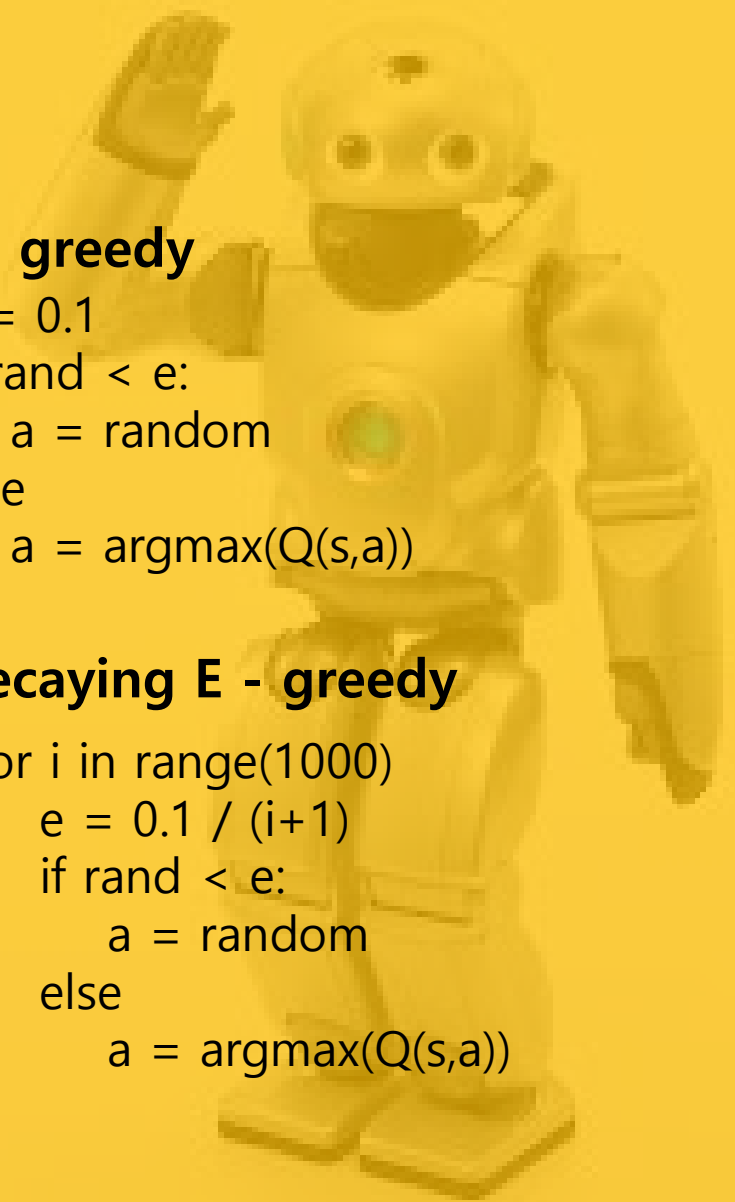 greedy
= 0.1
rand < e:
a = random
e
a = argmax(Q(s,a))
ecaying E - greedy
or i in range(1000)
e = 0.1 / (i+1)
if rand < e:
a = random
else
a = argmax(Q(s,a))